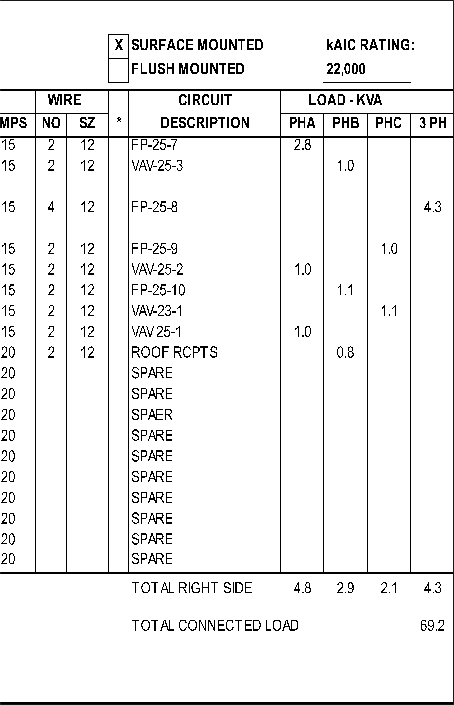 X SURFACE MOUNTED kAIC RATING:
FLUSH MOUNTED 22,000
WIRE CIRCUIT LOAD - KVA
MPS NO SZ * DESCRIPTION PHA PHB PHC 3 PH
15 2 12 FP-25-7 2.8
15 2 12 VAV-25-3 1.0
15 4 12 FP-25-8 4.3
15 2 12 FP-25-9 1.0
15 2 12 VAV-25-2 1.0
15 2 12 FP-25-10 1.1
15 2 12 VAV-23-1 1.1
15 2 12 VAV 25-1 1.0
20 2 12 ROOF RCPTS 0.8
20 SPARE
20 SPARE
20 SPAER
20 SPARE
20 SPARE
20 SPARE
20 SPARE
20 SPARE
20 SPARE
20 SPARE
TOTAL RIGHT SIDE 4.8 2.9 2.1 4.3
TOTAL CONNECTED LOAD 69.2